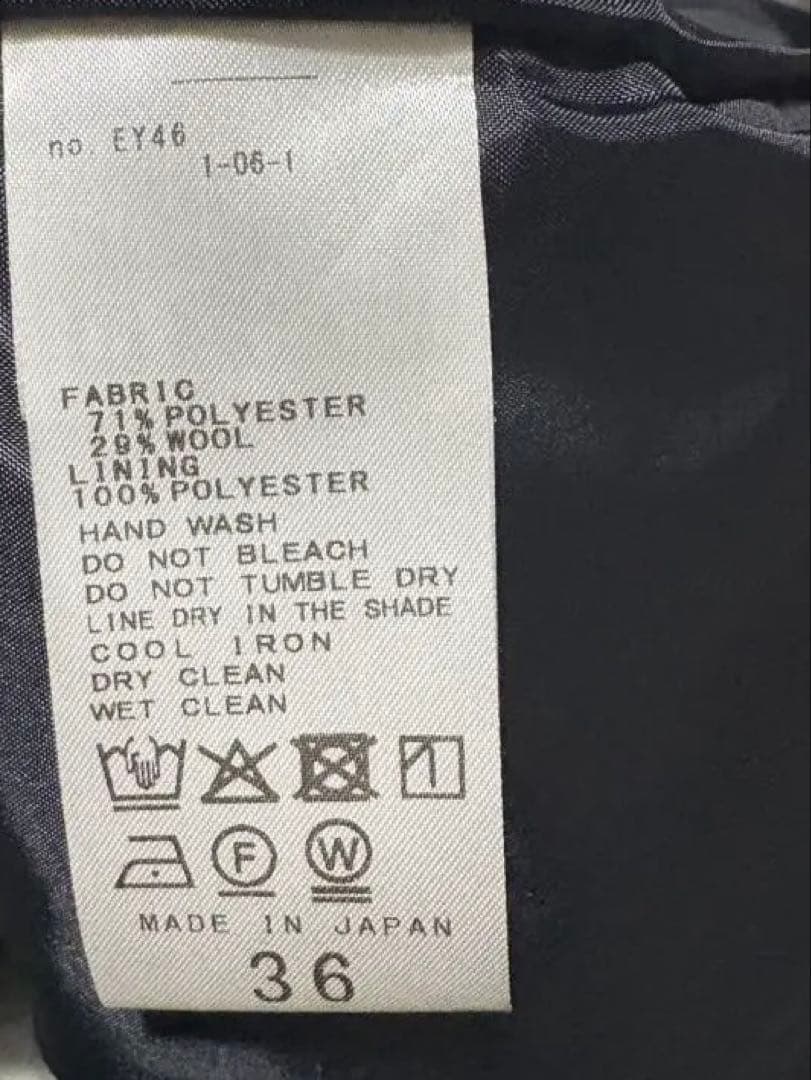 no. EY46
1-06-1
FABRIC
71% POLYESTER
29% WOOL
LINING
100% POLYESTER
HAND WASH
DO NOT BLEACH
DO NOT TUMBLE DRY
LINE DRY IN THE SHADE
COOL IRON
DRY CLEAN
WET CLEAN
F W
MADE IN JAPAN
36